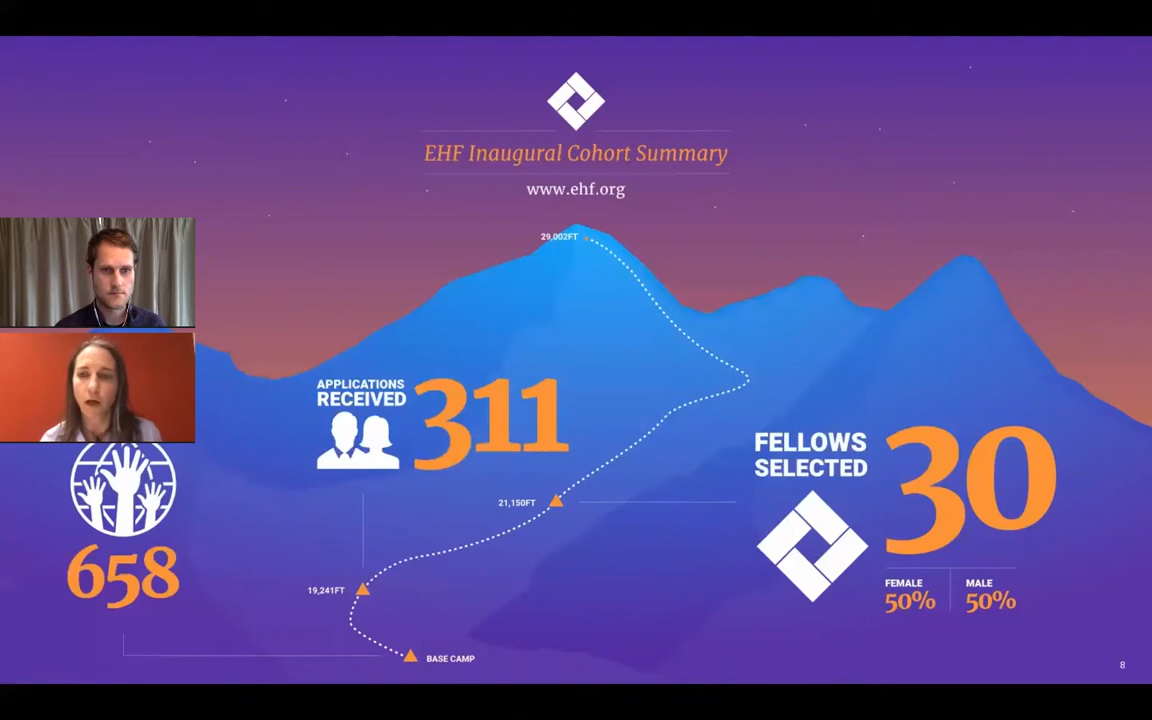 EHF Inaugural Cohort Summary
www.ehf.org
29,002FT
APPLICATIONS
RECEIVED
311
FELLOWS
SELECTED
30
21,150FT
658
FEMALE
50%
MALE
50%
19,241FT
BASE CAMP
8